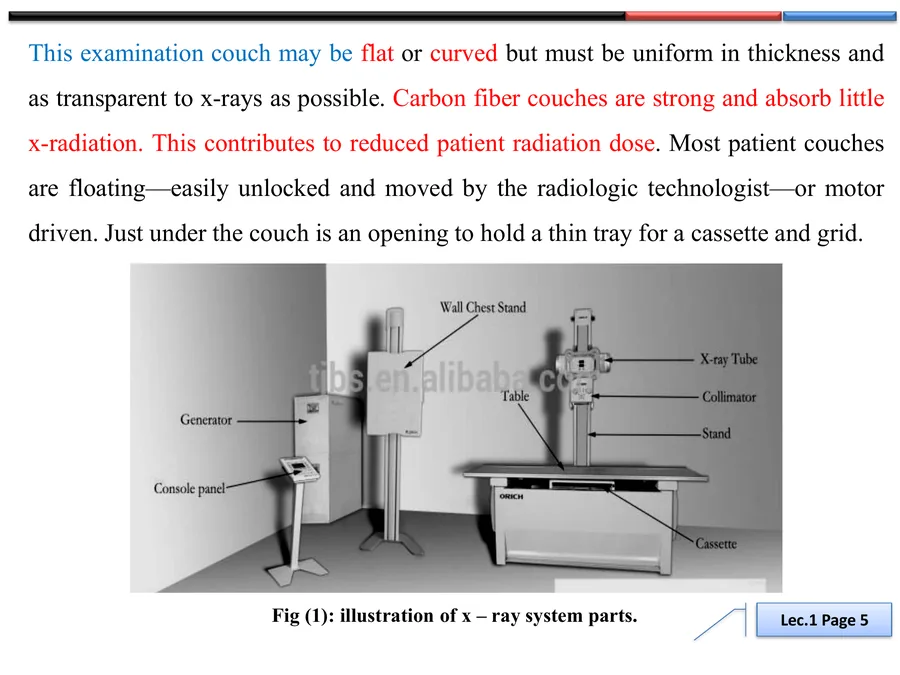 This examination couch may be flat or curved but must be uniform in thickness and
as transparent to x-rays as possible. Carbon fiber couches are strong and absorb little
x-radiation. This contributes to reduced patient radiation dose. Most patient couches
are floating—easily unlocked and moved by the radiologic technologist—or motor
driven. Just under the couch is an opening to hold a thin tray for a cassette and grid.
Wall Chest Stand
X-ray Tube
tjbs.en.alibaba.co
Table
Collimator
Generator
Stand
Console panel
ORICH
Cassette
Fig (1): illustration of x – ray system parts.
Lec.1 Page 5